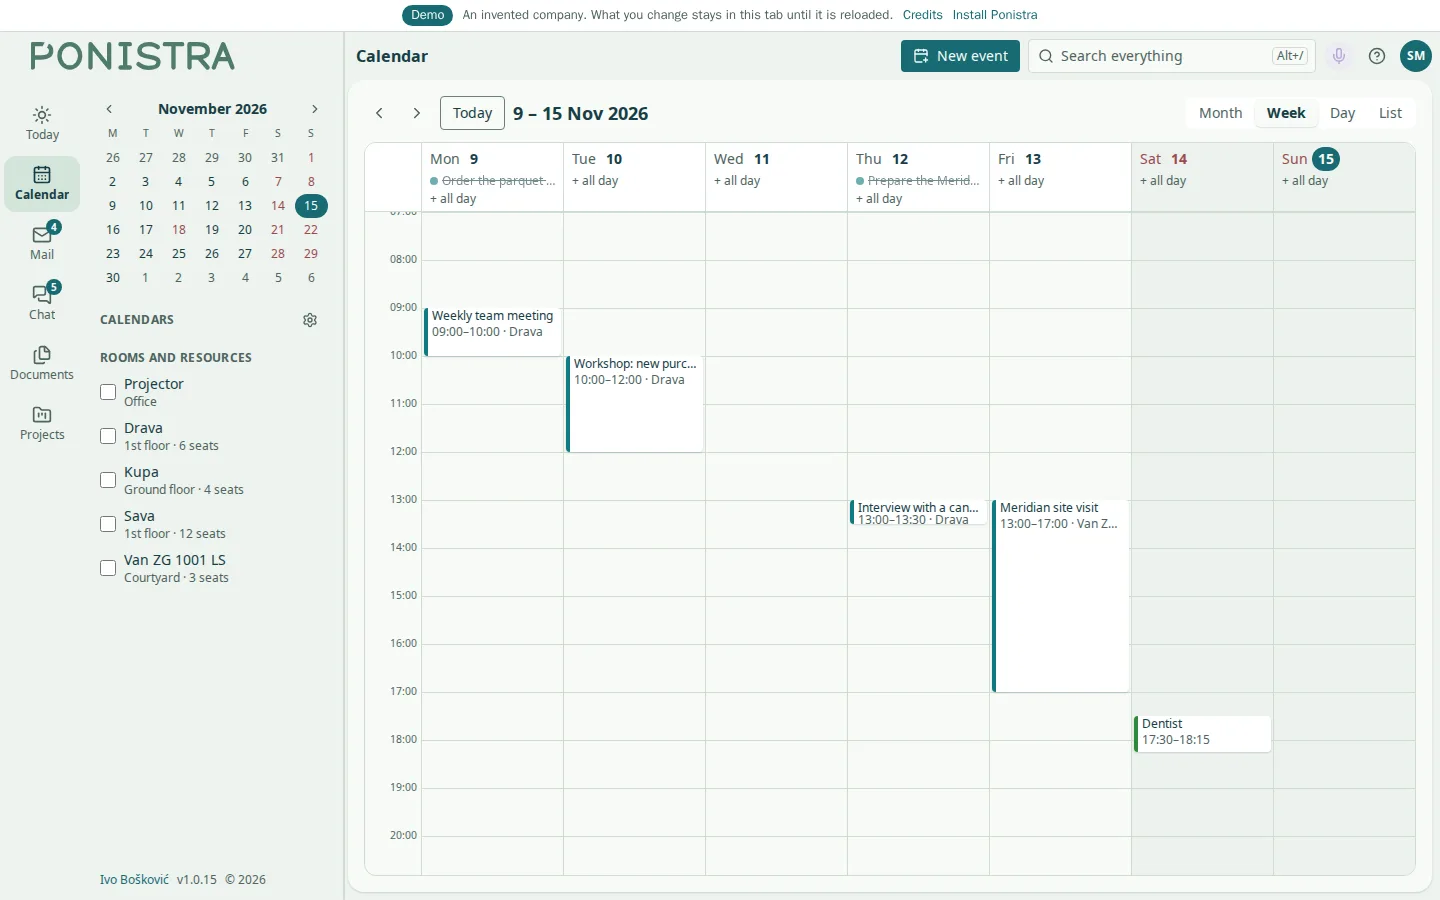 Demo An invented company. What you change stays in this tab until it is reloaded. Credits Install Ponistra
PONISTRA
Calendar
New event
Search everything Alt+/
SM
Today
Calendar
4
Mail
5
Chat
Documents
Projects
November 2026
M T W T F S S
26 27 28 29 30 31 1
2 3 4 5 6 7 8
9 10 11 12 13 14 15
16 17 18 19 20 21 22
23 24 25 26 27 28 29
30 1 2 3 4 5 6
CALENDARS
ROOMS AND RESOURCES
Projector
Office
Drava
1st floor · 6 seats
Kupa
Ground floor · 4 seats
Sava
1st floor · 12 seats
Van ZG 1001 LS
Courtyard · 3 seats
Ivo Bošković v1.0.15 © 2026
Today 9 – 15 Nov 2026
Month Week Day List
Mon 9 Tue 10 Wed 11 Thu 12 Fri 13 Sat 14 Sun 15
Order the parquet ... + all day + all day Prepare the Merid... + all day + all day + all day
+ all day + all day
07:00
08:00
09:00
Weekly team meeting
09:00–10:00 · Drava
10:00
Workshop: new purc...
10:00–12:00 · Drava
11:00
12:00
13:00
Interview with a can...
13:00–13:30 · Drava
Meridian site visit
13:00–17:00 · Van Z...
14:00
15:00
16:00
17:00
Dentist
17:30–18:15
18:00
19:00
20:00